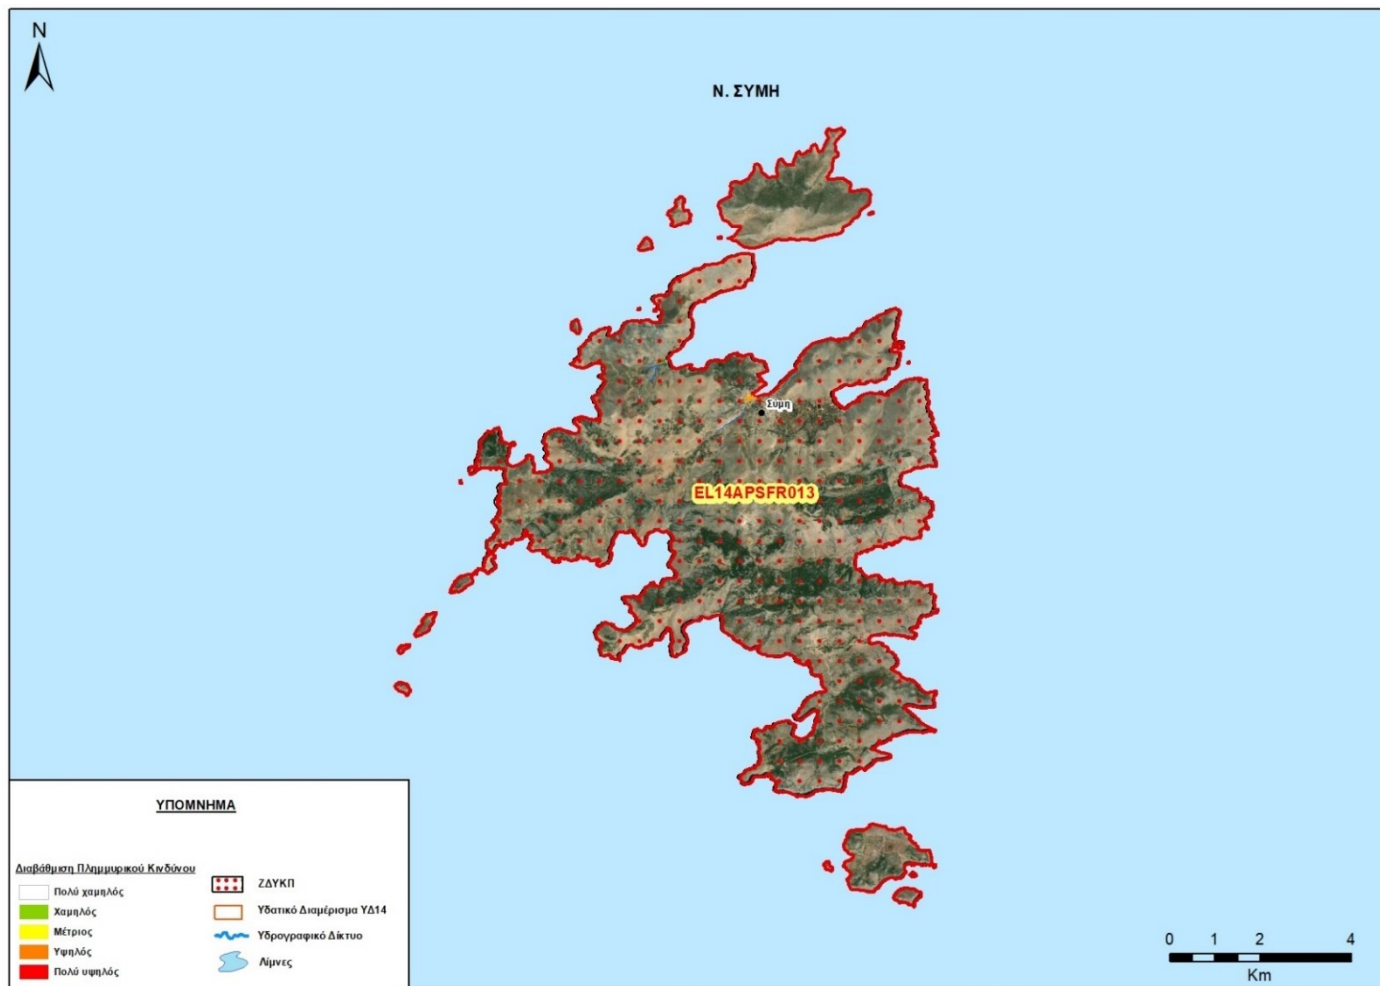 N
Ν. ΣΥΜΗ
Σύμη
EL14APSFR013
ΥΠΟΜΝΗΜΑ
Διαβάθμιση Πλημμυρικού Κινδύνου
Πολύ χαμηλός
Χαμηλός
Μέτριος
Υψηλός
Πολύ υψηλός
ΖΔΥΚΠ
Υδατικό Διαμέρισμα ΥΔ14
Υδρογραφικό Δίκτυο
Λίμνες
0 1 2 4
Km